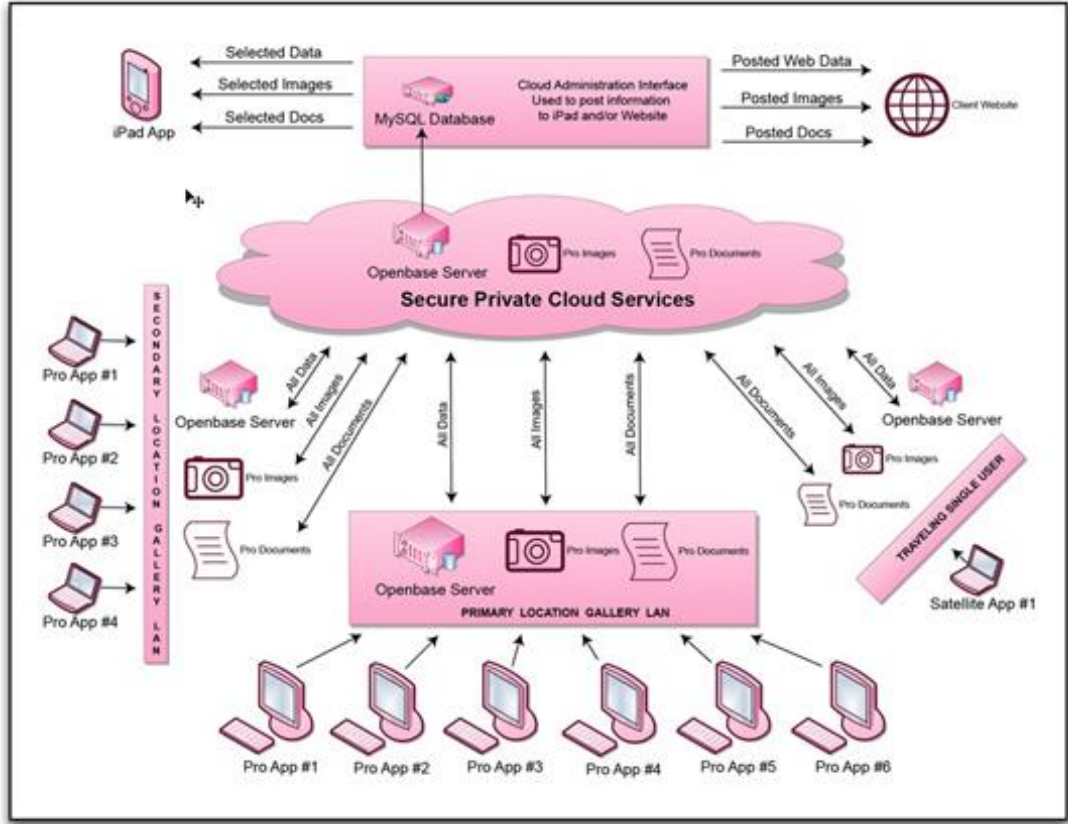 Selected Data
Selected Images
Selected Docs
iPad App
MySQL Database
Cloud Administration Interface
Used to post information
to iPad and/or Website
Posted Web Data
Posted Images
Posted Docs
Client Website
Openbase Server
Pro Images
Pro Documents
Secure Private Cloud Services
Pro App #1
Pro App #2
Pro App #3
Pro App #4
SECONDARY LOCATION GALLERY LAN
Openbase Server
Pro Images
Pro Documents
All Data
All Images
All Documents
All Data
All Images
All Documents
All Documents
All Images
All Data
Openbase Server
Pro Images
Pro Documents
TRAVELING SINGLE USER
Satellite App #1
Openbase Server
Pro Images
Pro Documents
PRIMARY LOCATION GALLERY LAN
Pro App #1
Pro App #2
Pro App #3
Pro App #4
Pro App #5
Pro App #6